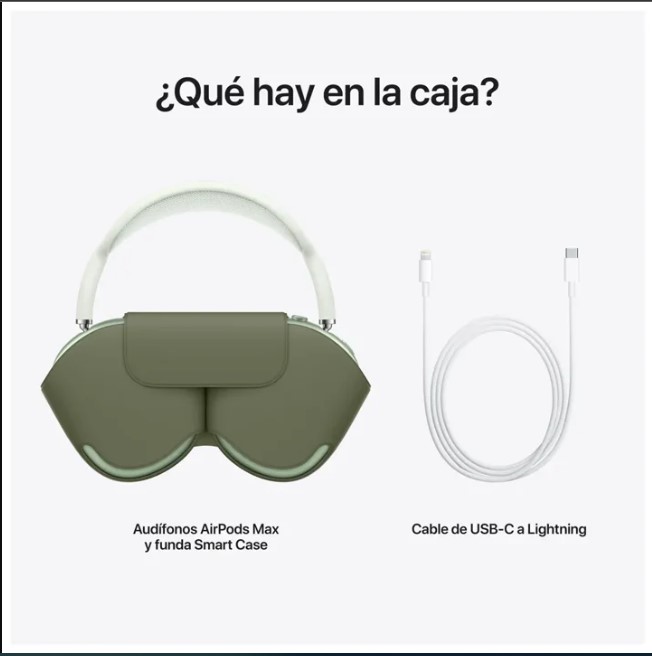 ¿Qué hay en la caja?
Audífonos AirPods Max
y funda Smart Case
Cable de USB-C a Lightning